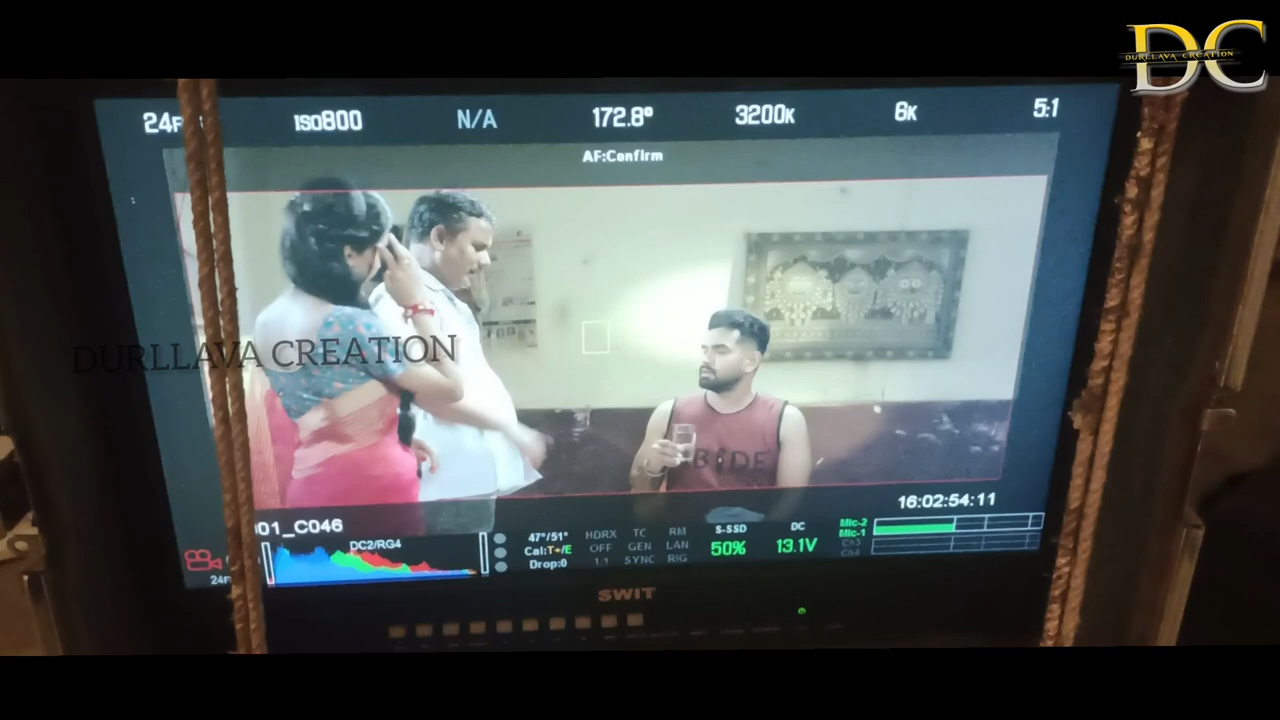 DC
DURLLAVA CREATION
24F
ISO800
N/A
172.8°
3200K
6K
5:1
AF:Confirm
DURLLAVA CREATION
BIDE
16:02:54:11
01_C046
DC2/RG4
24F
47°/51°
Cal:T+/E
Drop:0
HDRX TC RM
OFF GEN LAN
1:1 SYNC RIG
S-SSD
50%
DC
13.1V
Mic-2
Mic-1
Ch3
Ch4
SWIT